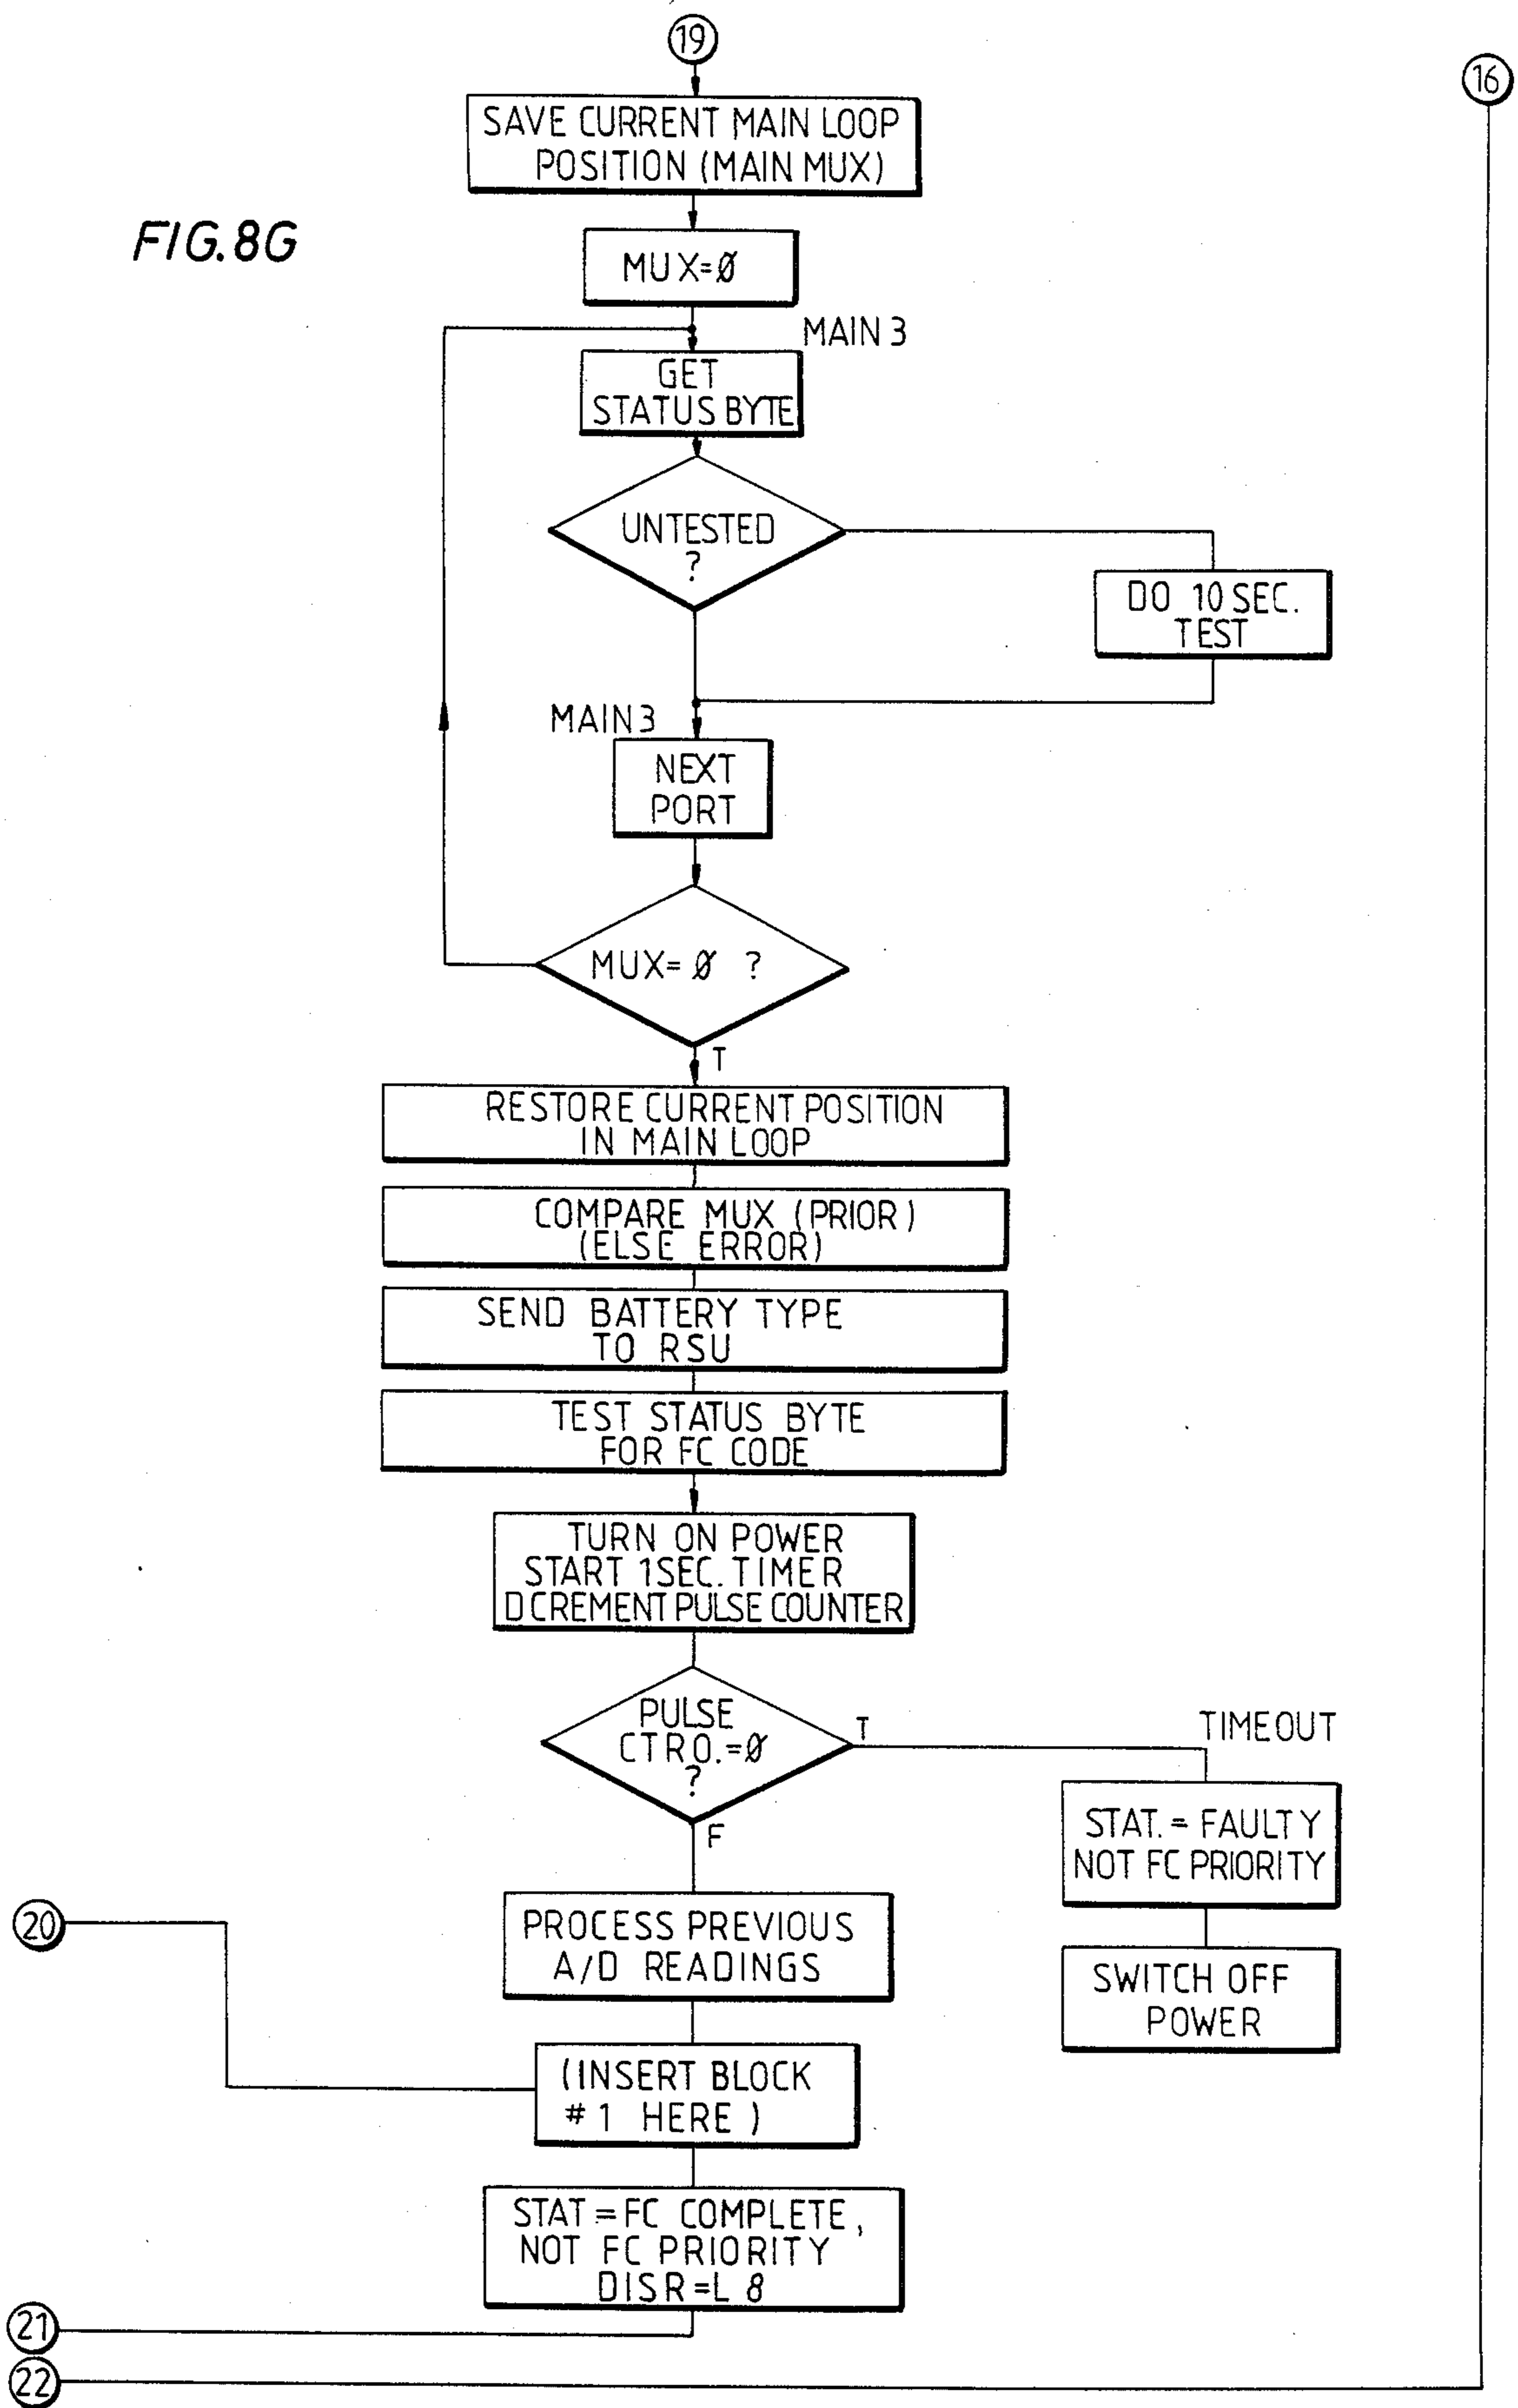 19
16
SAVE CURRENT MAIN LOOP
POSITION (MAIN MUX)
FIG. 8G
MUX=Ø
MAIN 3
GET
STATUS BYTE
UNTESTED
?
DO 10 SEC.
TEST
MAIN 3
NEXT
PORT
MUX=Ø ?
T
RESTORE CURRENT POSITION
IN MAIN LOOP
COMPARE MUX (PRIOR)
(ELSE ERROR)
SEND BATTERY TYPE
TO RSU
TEST STATUS BYTE
FOR FC CODE
TURN ON POWER
START 1SEC. TIMER
DCREMENT PULSE COUNTER
PULSE
CTRO.=Ø
?
T
TIMEOUT
F
STAT. = FAULTY
NOT FC PRIORITY
20
PROCESS PREVIOUS
A/D READINGS
SWITCH OFF
POWER
(INSERT BLOCK
#1 HERE)
STAT=FC COMPLETE,
NOT FC PRIORITY
DISR=L 8
21
22